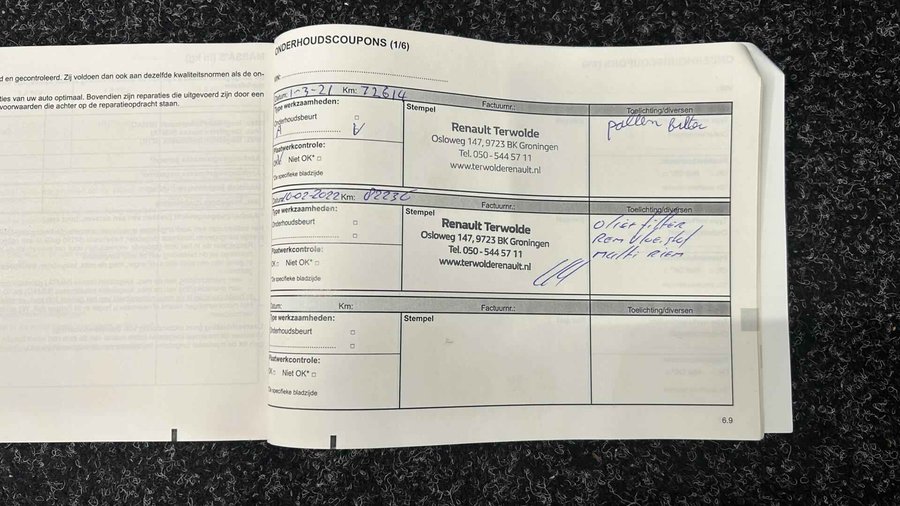 d en gecontroleerd. Zij voldoen dan ook aan dezelfde kwaliteitsnormen als de on-
ties van uw auto optimaal. Bovendien zijn reparaties die uitgevoerd zijn door een
voorwaarden die achter op de reparatieopdracht staan.
ONDERHOUDSCOUPONS (1/6)
VIN:
Datum: 1-3-21 Km: 72614 Factuurnr.: Toelichting/diversen
Type werkzaamheden:
Onderhoudsbeurt
A
Plaatwerkcontrole:
OK Niet OK*
*Zie specifieke bladzijde
Stempel
Renault Terwolde
Osloweg 147, 9723 BK Groningen
Tel. 050 - 544 57 11
www.terwolderenault.nl
pollen filter
Datum: 10-02-2022 Km: 82236 Factuurnr.: Toelichting/diversen
Type werkzaamheden:
Onderhoudsbeurt
Plaatwerkcontrole:
OK Niet OK*
*Zie specifieke bladzijde
Stempel
Renault Terwolde
Osloweg 147, 9723 BK Groningen
Tel. 050 - 544 57 11
www.terwolderenault.nl
olier filter
Remvloeistof
multi riem
Datum: Km: Factuurnr.: Toelichting/diversen
Type werkzaamheden:
Onderhoudsbeurt
Plaatwerkcontrole:
OK Niet OK*
*Zie specifieke bladzijde
Stempel
6.9